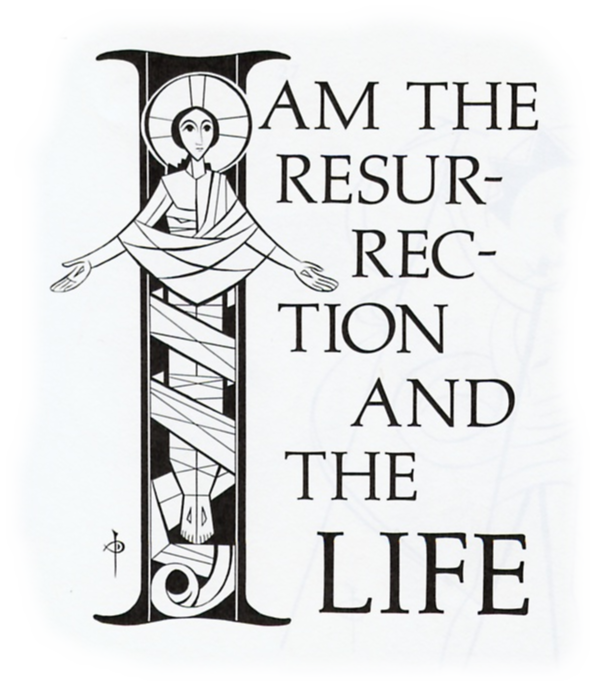 I AM THE
RESUR-
REC-
TION
AND
THE
LIFE